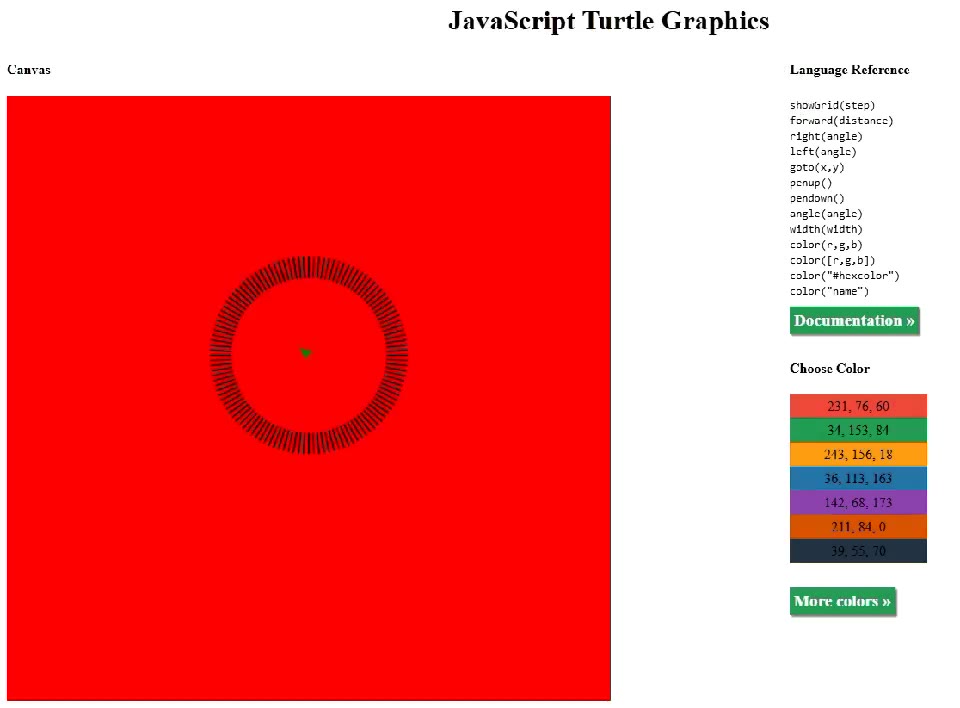 JavaScript Turtle Graphics
Canvas
Language Reference
showGrid(step)
forward(distance)
right(angle)
left(angle)
goto(x,y)
penup()
pendown()
angle(angle)
width(width)
color(r,g,b)
color([r,g,b])
color("#hexcolor")
color("name")
Documentation »
Choose Color
231, 76, 60
34, 153, 84
243, 156, 18
36, 113, 163
142, 68, 173
211, 84, 0
39, 55, 70
More colors »